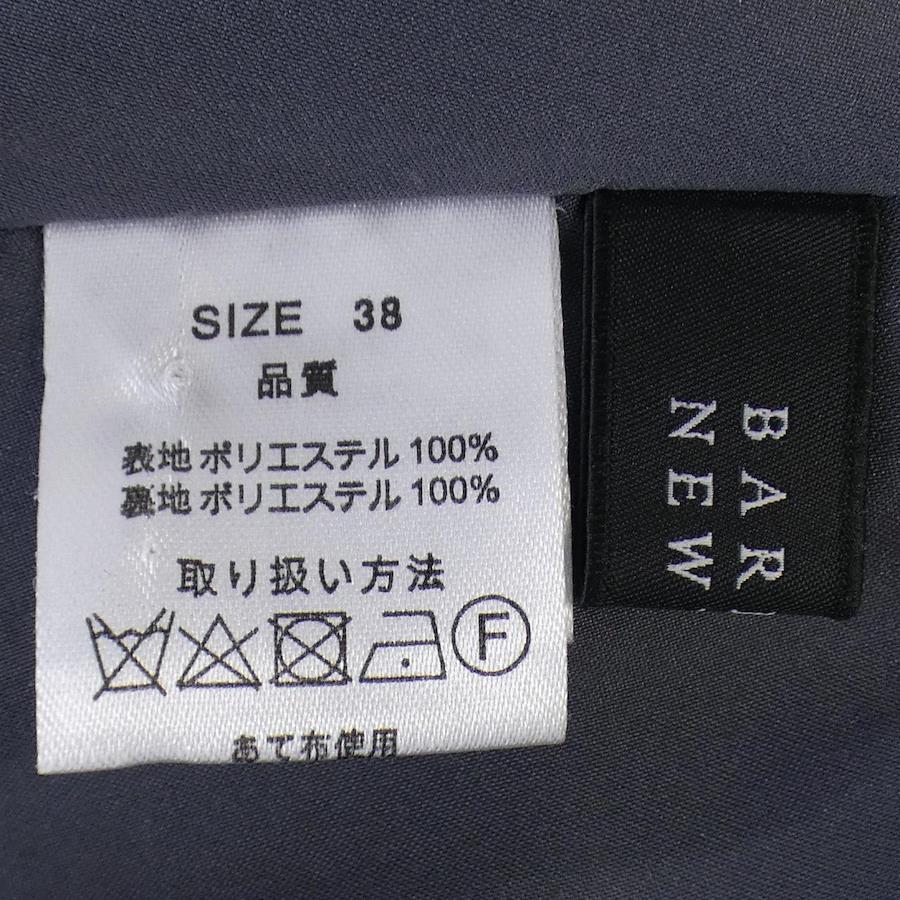 SIZE 38
品質
表地 ポリエステル 100%
裏地 ポリエステル 100%
取り扱い方法
F
あて布使用
BAR
NEW